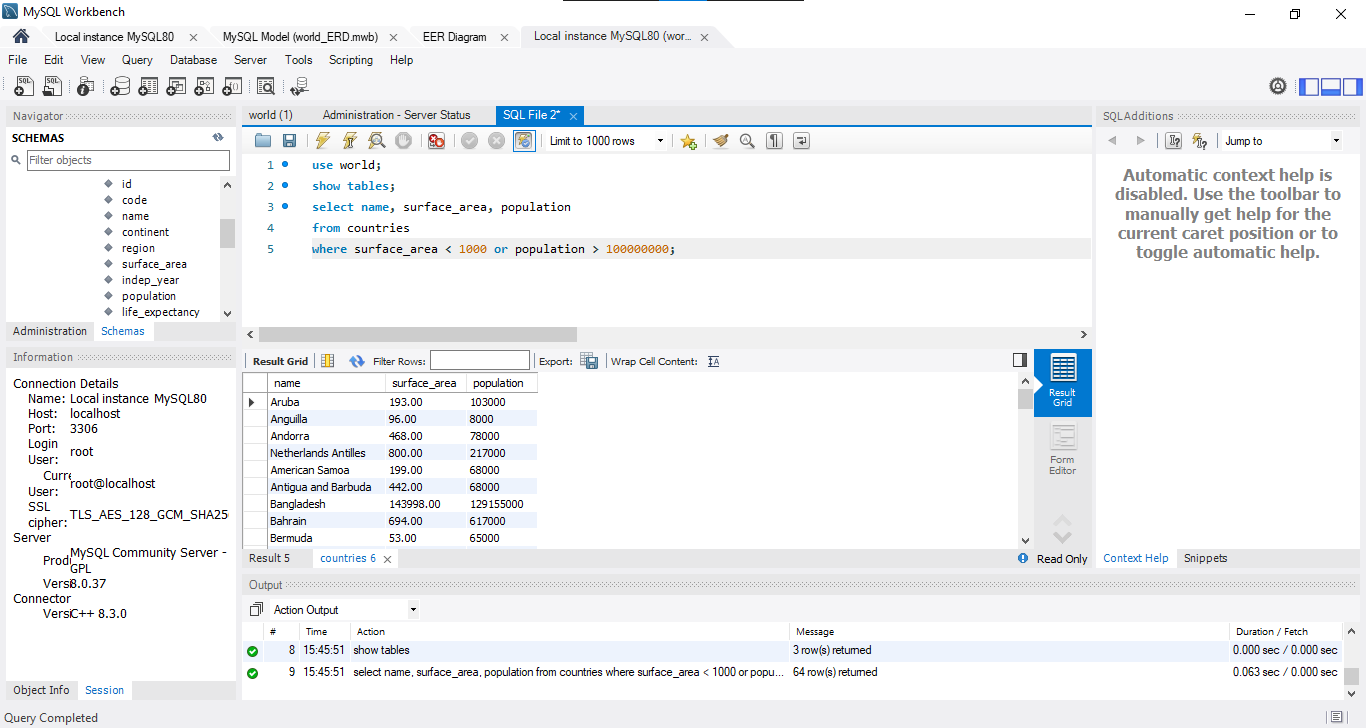 MySQL Workbench
Local instance MySQL80 MySQL Model (world_ERD.mwb) EER Diagram Local instance MySQL80 (wor...
File Edit View Query Database Server Tools Scripting Help
Navigator
SCHEMAS
Filter objects
id
code
name
continent
region
surface_area
indep_year
population
life_expectancy
Administration Schemas
Information
Connection Details
Name: Local instance MySQL80
Host: localhost
Port: 3306
Login
User: root
Curre
User: root@localhost
SSL
cipher: TLS_AES_128_GCM_SHA256
Server
Produ MySQL Community Server -
GPL
Versi 8.0.37
Connector
Versi C++ 8.3.0
Object Info Session
Query Completed
world (1) Administration - Server Status SQL File 2*
Limit to 1000 rows
1 use world;
2 show tables;
3 select name, surface_area, population
4 from countries
5 where surface_area < 1000 or population > 100000000;
Result Grid Filter Rows: Export: Wrap Cell Content:
name surface_area population
Aruba 193.00 103000
Anguilla 96.00 8000
Andorra 468.00 78000
Netherlands Antilles 800.00 217000
American Samoa 199.00 68000
Antigua and Barbuda 442.00 68000
Bangladesh 143998.00 129155000
Bahrain 694.00 617000
Bermuda 53.00 65000
Result
Grid
Form
Editor
Result 5 countries 6 Read Only
Output
Action Output
# Time Action Message Duration / Fetch
8 15:45:51 show tables 3 row(s) returned 0.000 sec / 0.000 sec
9 15:45:51 select name, surface_area, population from countries where surface_area < 1000 or popu... 64 row(s) returned 0.063 sec / 0.000 sec
SQLAdditions
Jump to
Automatic context help is
disabled. Use the toolbar to
manually get help for the
current caret position or to
toggle automatic help.
Context Help Snippets